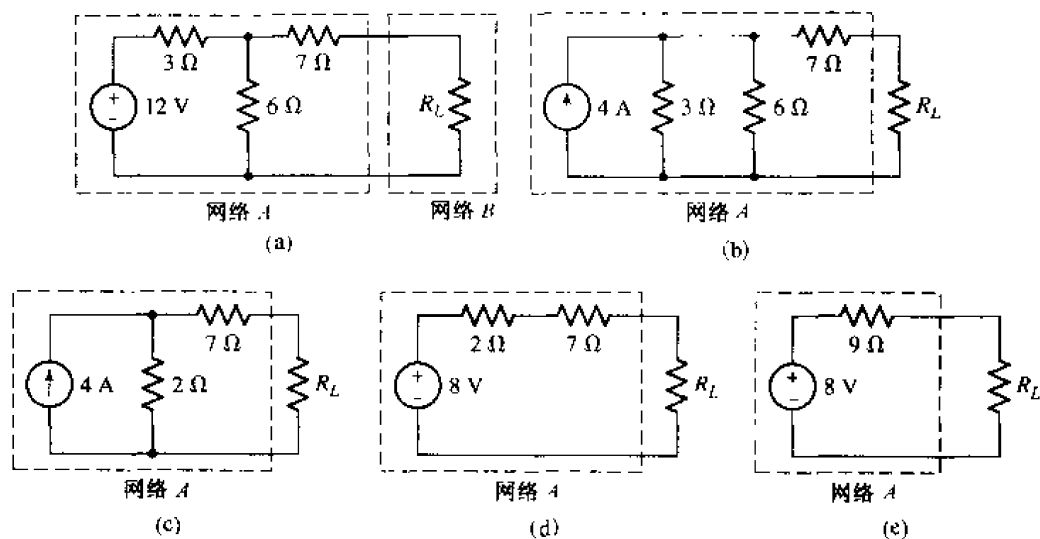 3 Ω
7 Ω
12 V
6 Ω
R_L
网络 A
网络 B
(a)
7 Ω
4 A
3 Ω
6 Ω
R_L
网络 A
(b)
7 Ω
4 A
2 Ω
R_L
网络 A
(c)
2 Ω
7 Ω
8 V
R_L
网络 A
(d)
9 Ω
8 V
R_L
网络 A
(e)